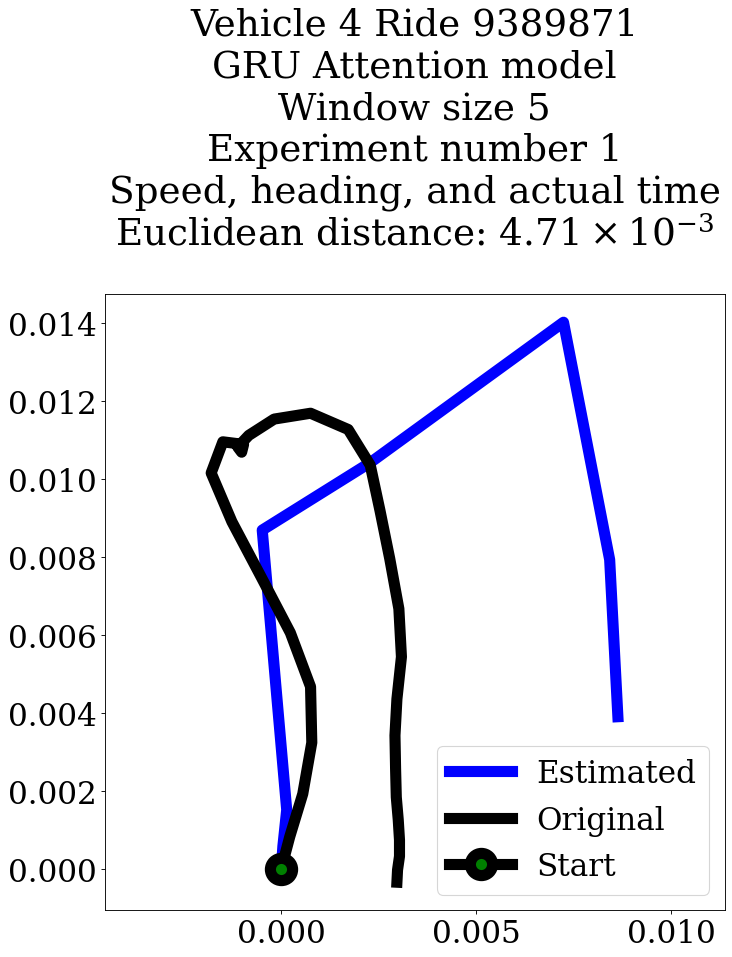 Vehicle 4 Ride 9389871
GRU Attention model
Window size 5
Experiment number 1
Speed, heading, and actual time
Euclidean distance: 4.71 × 10⁻³
0.014
0.012
0.010
0.008
0.006
0.004
0.002
0.000
Estimated
Original
Start
0.000 0.005 0.010